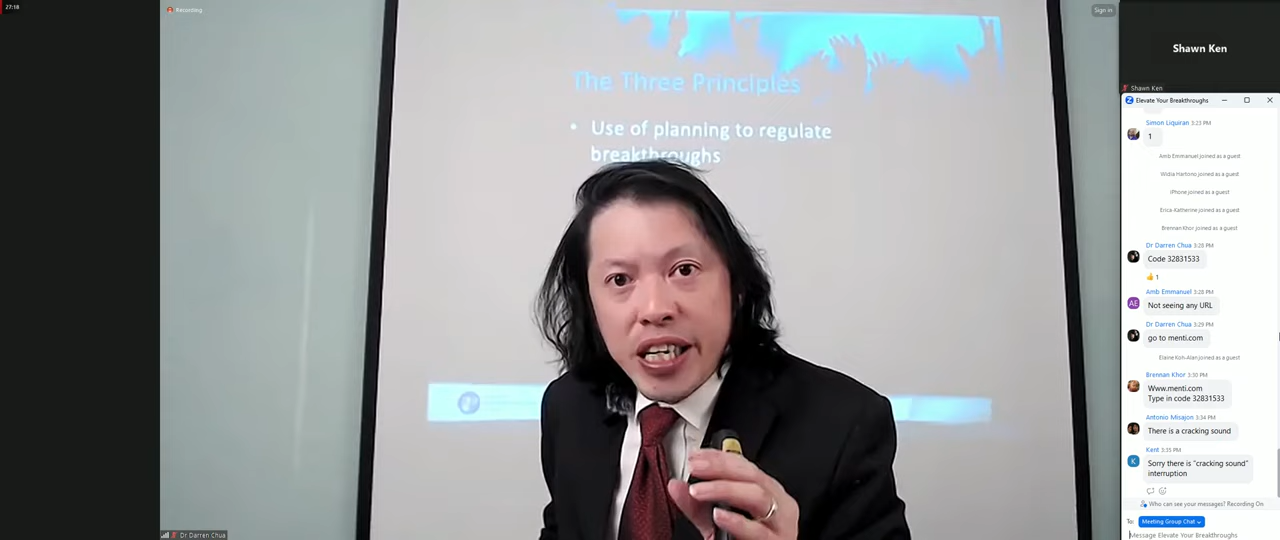 27:18
Recording
Sign in
The Three Principles
• Use of planning to regulate
breakthroughs
Dr Darren Chua
Shawn Ken
Shawn Ken
Elevate Your Breakthroughs
Simon Liquiran 3:23 PM
1
Amb Emmanuel joined as a guest
Widia Hartono joined as a guest
iPhone joined as a guest
Erica-Katherine joined as a guest
Brennan Khor joined as a guest
Dr Darren Chua 3:28 PM
Code 32831533
1
Amb Emmanuel 3:28 PM
AE
Not seeing any URL
Dr Darren Chua 3:29 PM
go to menti.com
Elaine Koh-Alan joined as a guest
Brennan Khor 3:30 PM
Www.menti.com
Type in code 32831533
Antonio Misajon 3:34 PM
There is a cracking sound
Kent 3:35 PM
K
Sorry there is "cracking sound"
interruption
Who can see your messages? Recording On
To: Meeting Group Chat
Message Elevate Your Breakthroughs